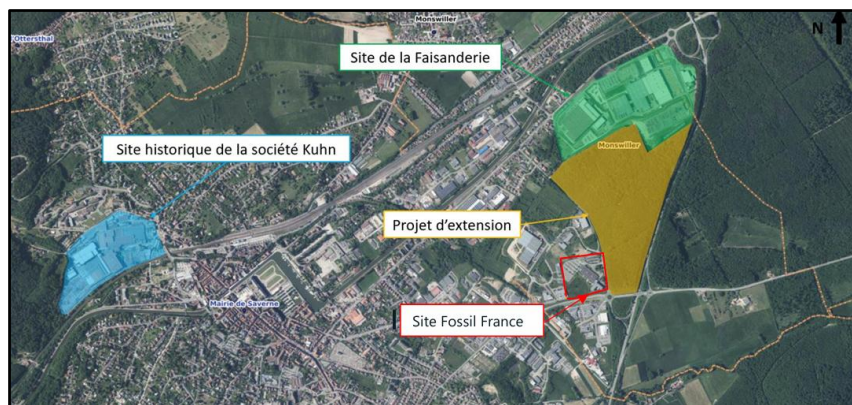 Monswiller
N
Ottersthal
Site de la Faisanderie
Site historique de la société Kuhn
Monswiller
Projet d'extension
Mairie de Saverne
Site Fossil France